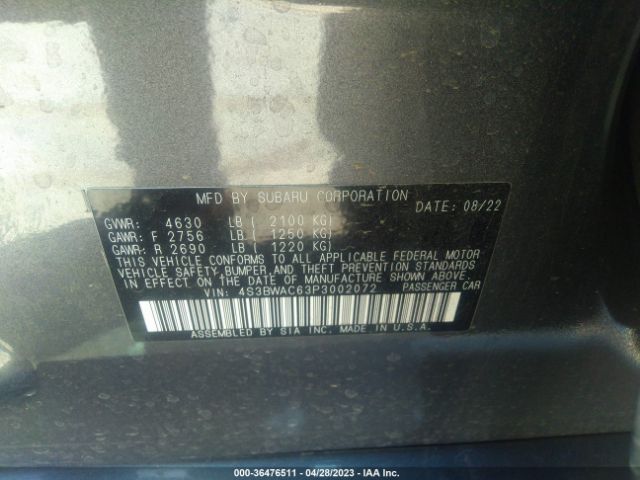 MFD BY SUBARU CORPORATION
DATE: 08/22
GVWR: 4630 LB ( 2100 KG)
GAWR: F 2756 LB ( 1250 KG)
GAWR: R 2690 LB ( 1220 KG)
THIS VEHICLE CONFORMS TO ALL APPLICABLE FEDERAL MOTOR
VEHICLE SAFETY, BUMPER, AND THEFT PREVENTION STANDARDS
IN EFFECT ON THE DATE OF MANUFACTURE SHOWN ABOVE.
VIN: 4S3BWAC63P3002072 PASSENGER CAR
ASSEMBLED BY SIA INC. MADE IN U.S.A.
000-36476511 - 04/28/2023 - IAA Inc.